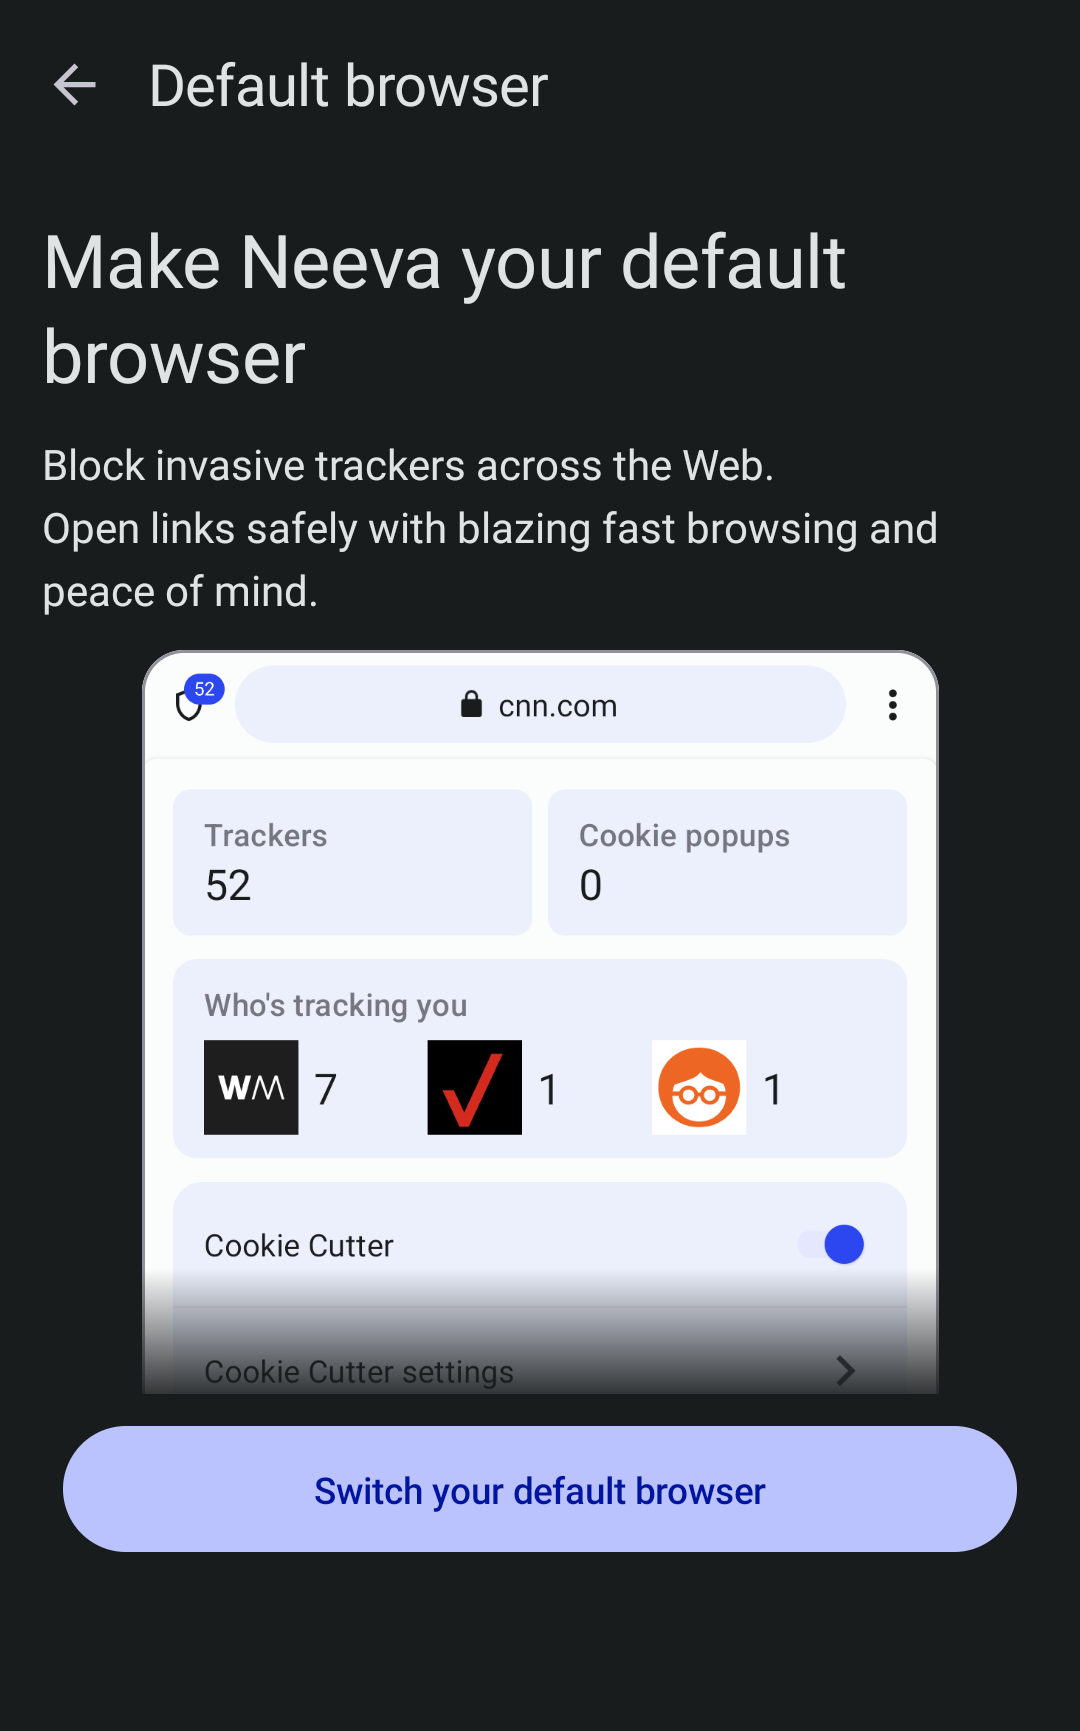 Default browser
Make Neeva your default
browser
Block invasive trackers across the Web.
Open links safely with blazing fast browsing and
peace of mind.
52
cnn.com
Trackers
52
Cookie popups
0
Who's tracking you
WM 7 1 1
Cookie Cutter
Cookie Cutter settings
Switch your default browser